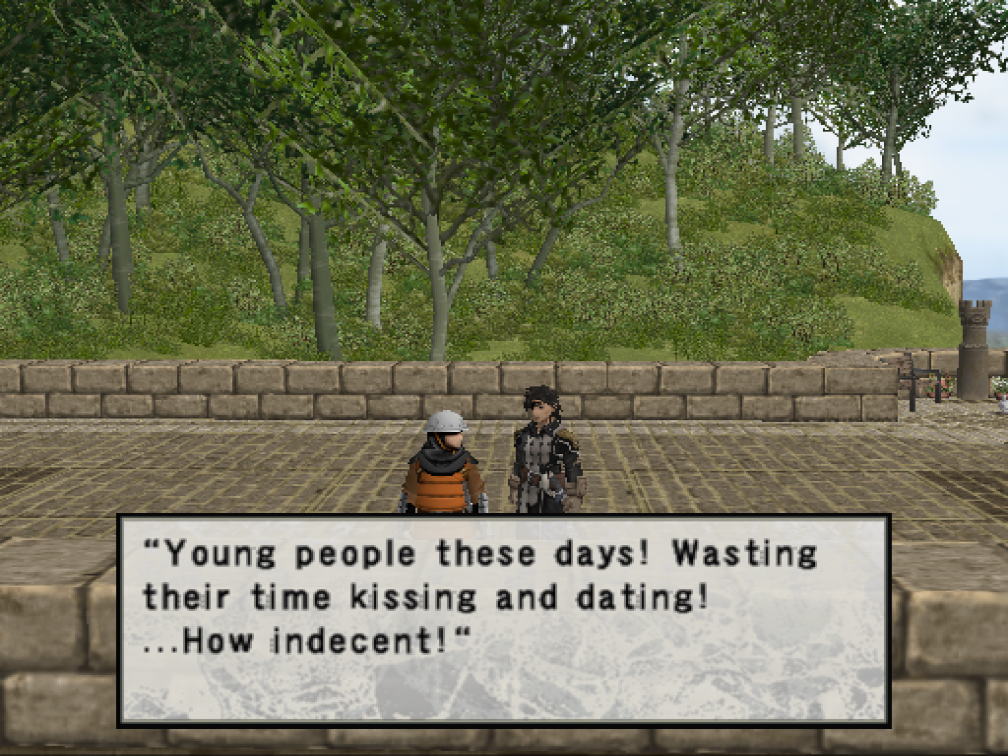 “Young people these days! Wasting
their time kissing and dating!
...How indecent!“